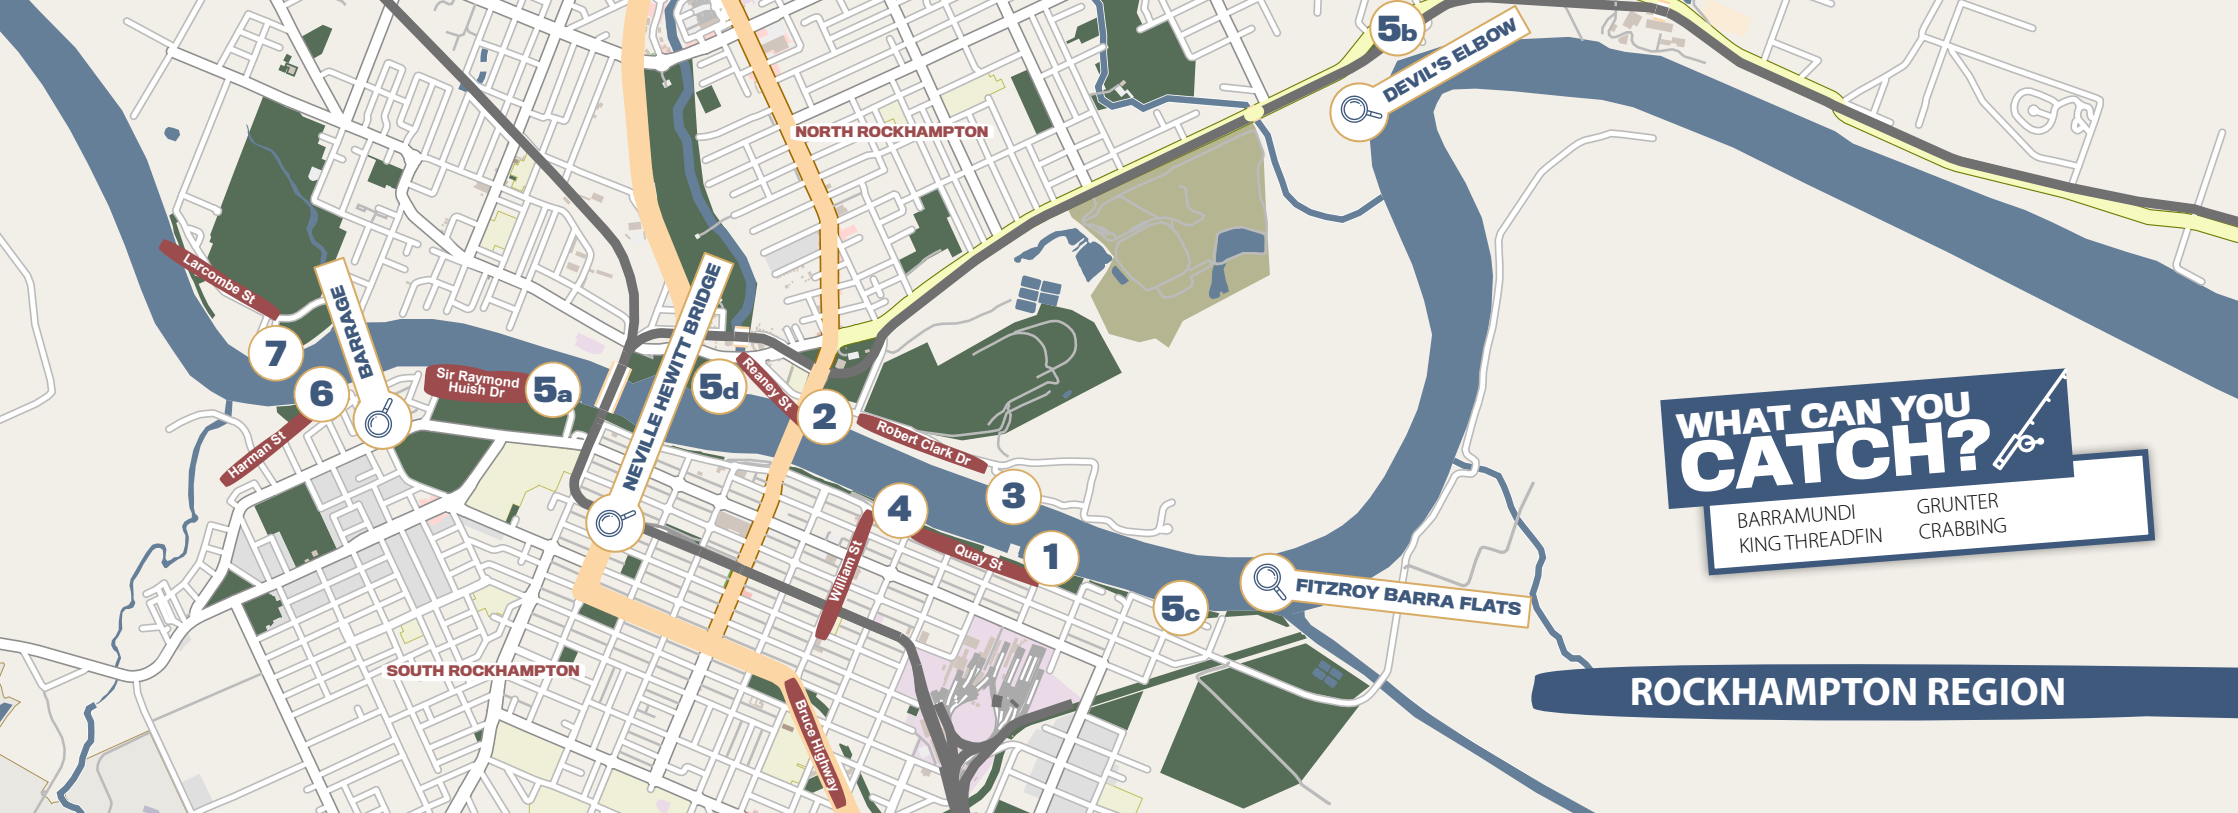 5b
DEVIL'S ELBOW
NORTH ROCKHAMPTON
Larcombe St
BARRAGE
NEVILLE HEWITT BRIDGE
7
6
Sir Raymond
Huish Dr
5a
5d
Reaney St
2
Harman St
Robert Clark Dr
3
4
William St
Quay St
1
5c
FITZROY BARRA FLATS
SOUTH ROCKHAMPTON
Bruce Highway
WHAT CAN YOU
CATCH?
BARRAMUNDI
KING THREADFIN
GRUNTER
CRABBING
ROCKHAMPTON REGION